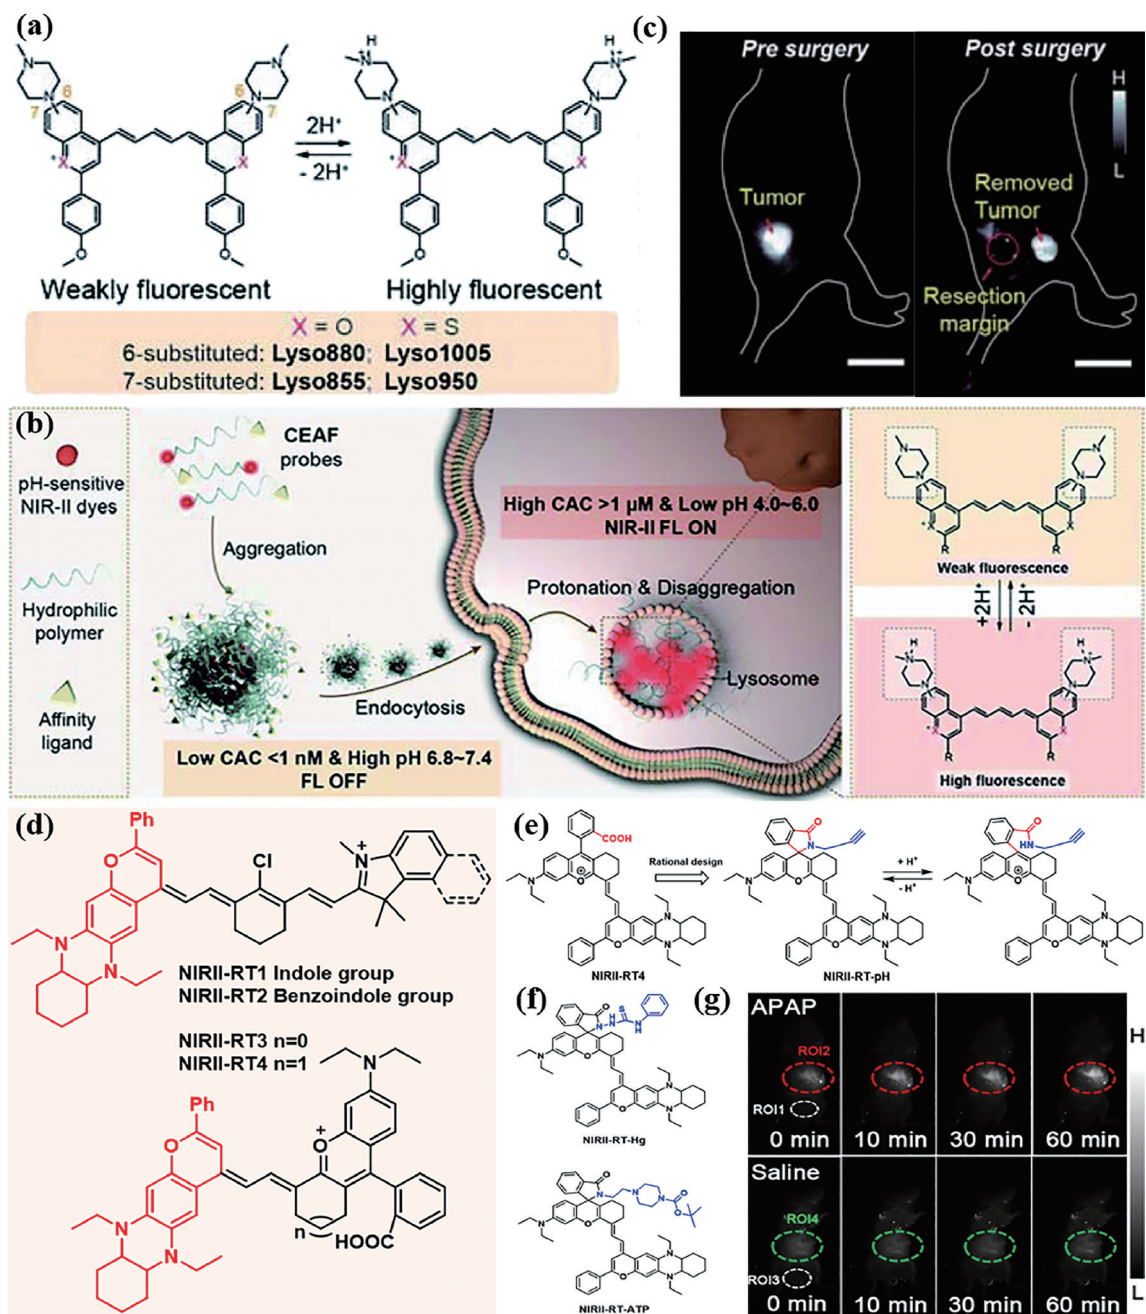 (a)
H
H
N
N
N
N
6
7
6
7
N
N
2H⁺
- 2H⁺
X
X
X
X
O
O
O
O
Weakly fluorescent
Highly fluorescent
X = O X = S
6-substituted: Lyso880; Lyso1005
7-substituted: Lyso855; Lyso950
(c)
Pre surgery
Post surgery
H
L
Tumor
Removed
Tumor
Resection
margin
(b)
pH-sensitive
NIR-II dyes
Hydrophilic
polymer
Affinity
ligand
CEAF
probes
Aggregation
Endocytosis
Low CAC <1 nM & High pH 6.8~7.4
FL OFF
High CAC >1 μM & Low pH 4.0~6.0
NIR-II FL ON
Protonation & Disaggregation
Lysosome
N
N
N
N
X
X
R
R
Weak fluorescence
+2H⁺
- 2H⁺
H
H
N
N
N
N
X
X
R
R
High fluorescence
(d)
Ph
O
Cl
N
+
N
N
NIRII-RT1 Indole group
NIRII-RT2 Benzoindole group
NIRII-RT3 n=0
NIRII-RT4 n=1
N
Ph
O
O
+
N
N
n
HOOC
(e)
COOH
N
O
N
O
N
NIRII-RT4
Rational design
O
N
N
O
N
O
N
NIRII-RT-pH
+ H⁺
- H⁺
O
HN
N
O
N
O
N
(f)
O
S
N
NH
N
H
N
O
N
O
N
NIRII-RT-Hg
O
N
N
N
O
O
N
O
N
O
N
NIRII-RT-ATP
(g)
APAP
ROI2
ROI1
0 min
10 min
30 min
60 min
Saline
ROI4
ROI3
0 min
10 min
30 min
60 min
H
L